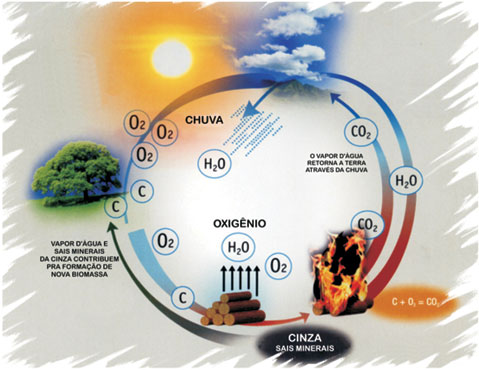 O₂
O₂
O₂
CHUVA
H₂O
CO₂
O VAPOR D'ÁGUA
RETORNA A TERRA
ATRAVÉS DA CHUVA
H₂O
C
C
OXIGÊNIO
H₂O
O₂
O₂
CO₂
VAPOR D'ÁGUA E
SAIS MINERAIS
DA CINZA CONTRIBUEM
PRA FORMAÇÃO DE
NOVA BIOMASSA
C
C + O₂ = CO₂
CINZA
SAIS MINERAIS